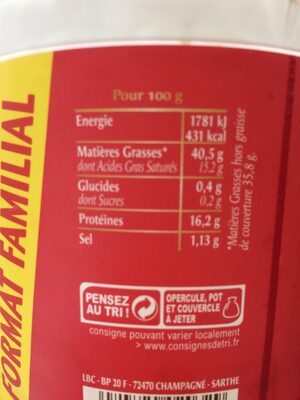 FORMAT FAMILIAL
Pour 100 g
Energie 1781 kJ
431 kcal
Matières Grasses* 40,5 g
dont Acides Gras Saturés 15,2 g
Glucides 0,4 g
dont Sucres 0,2 g
Protéines 16,2 g
Sel 1,13 g
*Matières Grasses hors graisse
de couverture 35,8 g.
PENSEZ
AU TRI !
OPERCULE, POT
ET COUVERCLE
A JETER
consigne pouvant varier localement
> www.consignesdetri.fr
LBC - BP 20 F - 72470 CHAMPAGNÉ - SARTHE